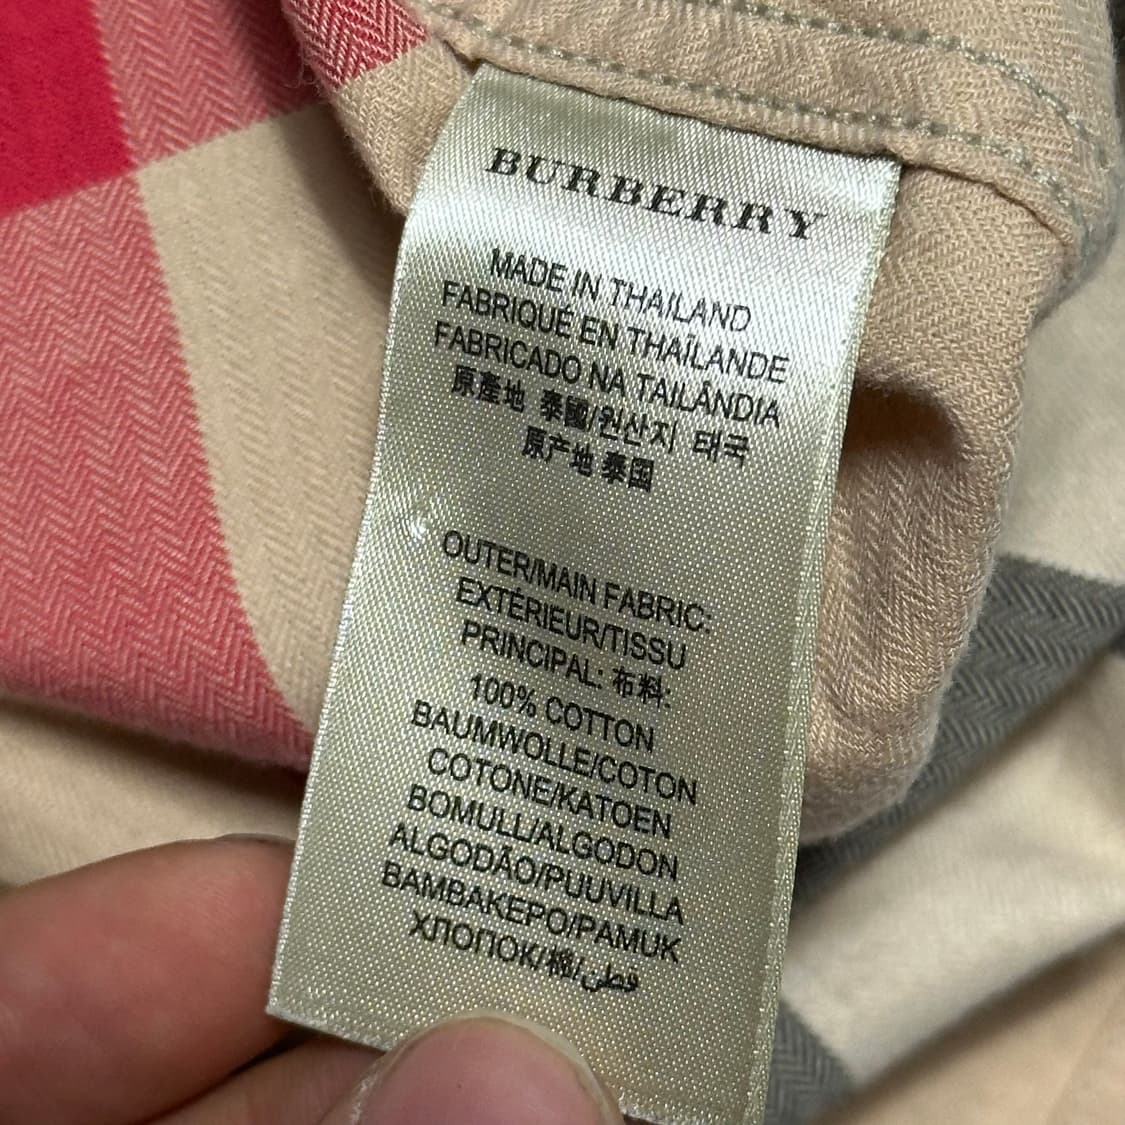 BURBERRY
MADE IN THAILAND
FABRIQUÉ EN THAÏLANDE
FABRICADO NA TAILÂNDIA
原產地 泰國/원산지 태국
原产地 泰国
OUTER/MAIN FABRIC:
EXTÉRIEUR/TISSU
PRINCIPAL: 布料:
100% COTTON
BAUMWOLLE/COTON
COTONE/KATOEN
BOMULL/ALGODON
ALGODÃO/PUUVILLA
ΒΑΜΒΑΚΕΡΟ/PAMUK
ХЛОПОК/棉/قطن